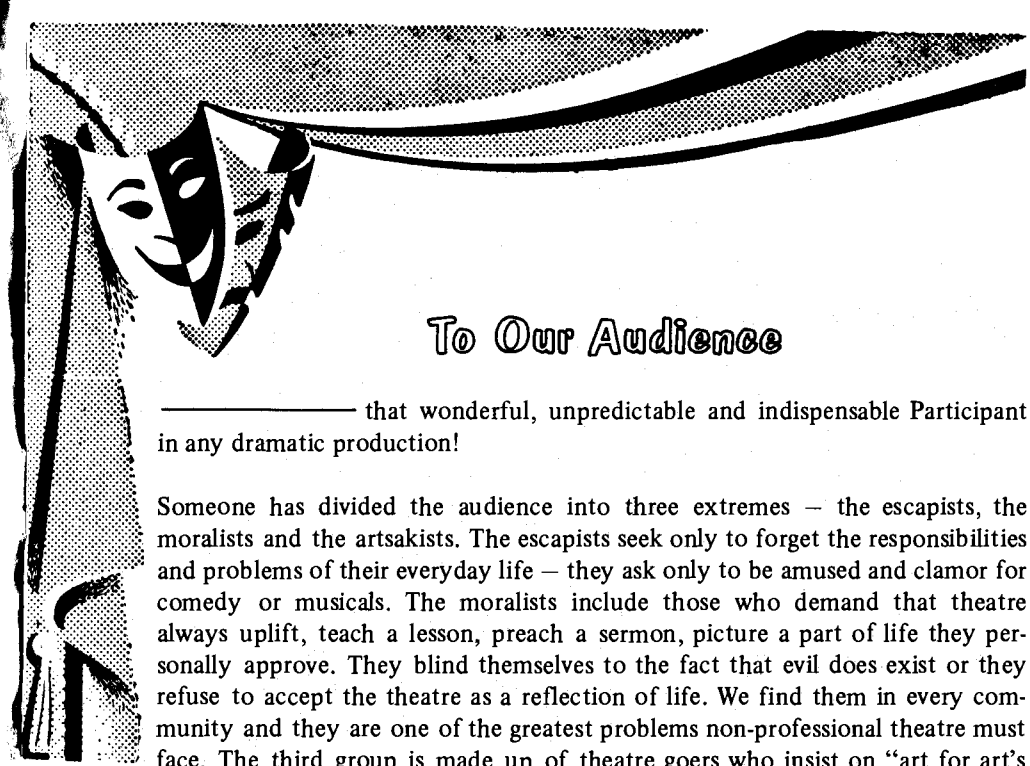 To Our Audience
that wonderful, unpredictable and indispensable Participant
in any dramatic production!
Someone has divided the audience into three extremes — the escapists, the
moralists and the artsakists. The escapists seek only to forget the responsibilities
and problems of their everyday life — they ask only to be amused and clamor for
comedy or musicals. The moralists include those who demand that theatre
always uplift, teach a lesson, preach a sermon, picture a part of life they per-
sonally approve. They blind themselves to the fact that evil does exist or they
refuse to accept the theatre as a reflection of life. We find them in every com-
munity and they are one of the greatest problems non-professional theatre must
face. The third group is made up of theatre goers who insist on “art for art’s